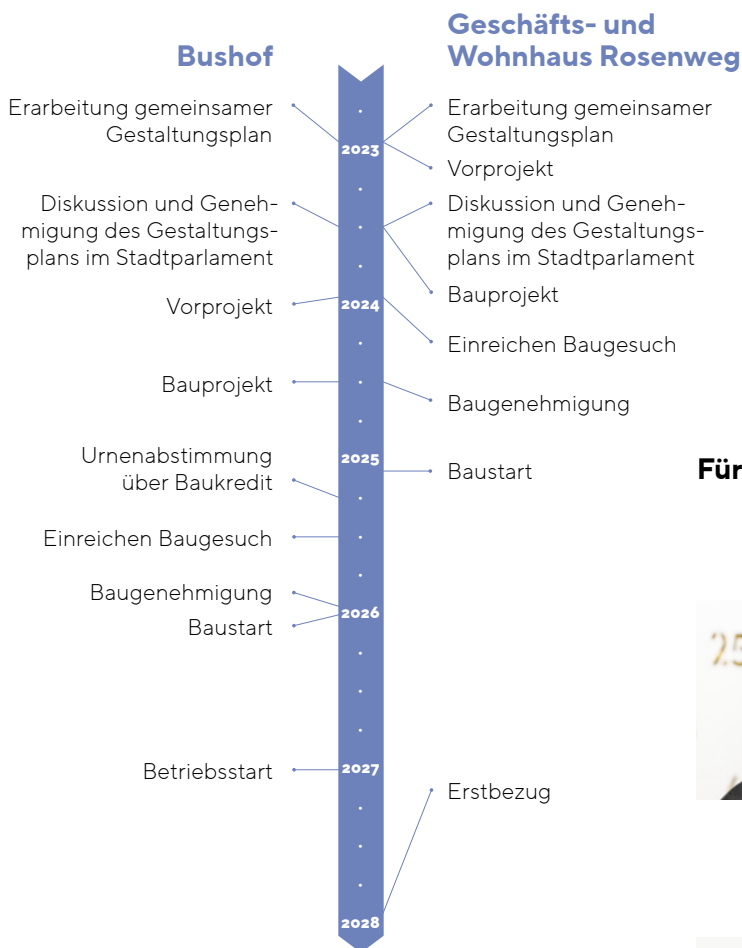 Bushof
Erarbeitung gemeinsamer
Gestaltungsplan
Diskussion und Geneh-
migung des Gestaltungs-
plans im Stadtparlament
Vorprojekt
Bauprojekt
Urnenabstimmung
über Baukredit
Einreichen Baugesuch
Baugenehmigung
Baustart
Betriebsstart
2023
2024
2025
2026
2027
2028
Geschäfts- und
Wohnhaus Rosenweg
Erarbeitung gemeinsamer
Gestaltungsplan
Vorprojekt
Diskussion und Geneh-
migung des Gestaltungs-
plans im Stadtparlament
Bauprojekt
Einreichen Baugesuch
Baugenehmigung
Baustart
Erstbezug
Für
25